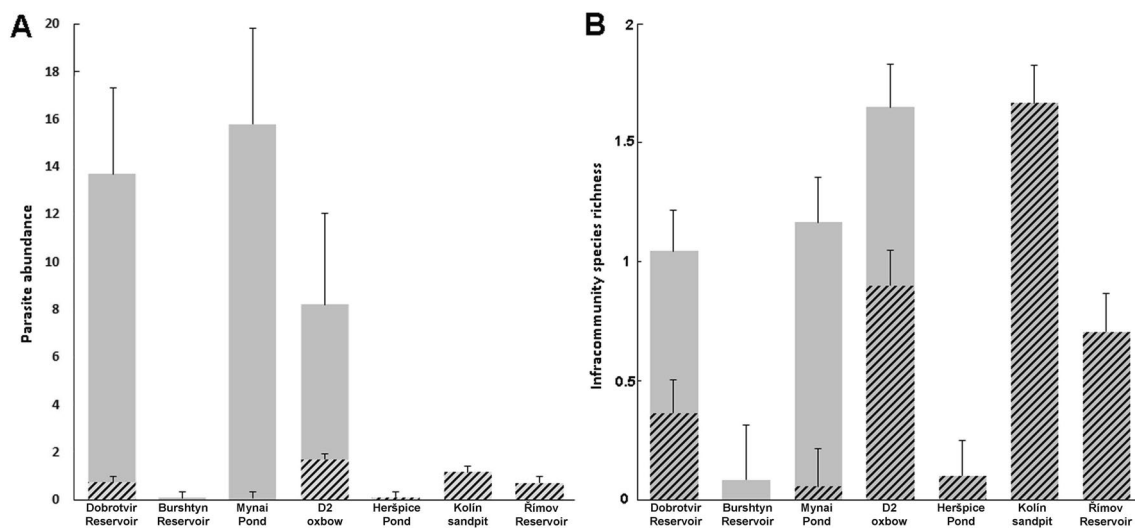 A
Parasite abundance
20
18
16
14
12
10
8
6
4
2
0
Dobrotvir
Reservoir
Burshtyn
Reservoir
Mynai
Pond
D2
oxbow
Heršpice
Pond
Kolín
sandpit
Římov
Reservoir
B
Infracommunity species richness
2
1.5
1
0.5
0
Dobrotvir
Reservoir
Burshtyn
Reservoir
Mynai
Pond
D2
oxbow
Heršpice
Pond
Kolín
sandpit
Římov
Reservoir